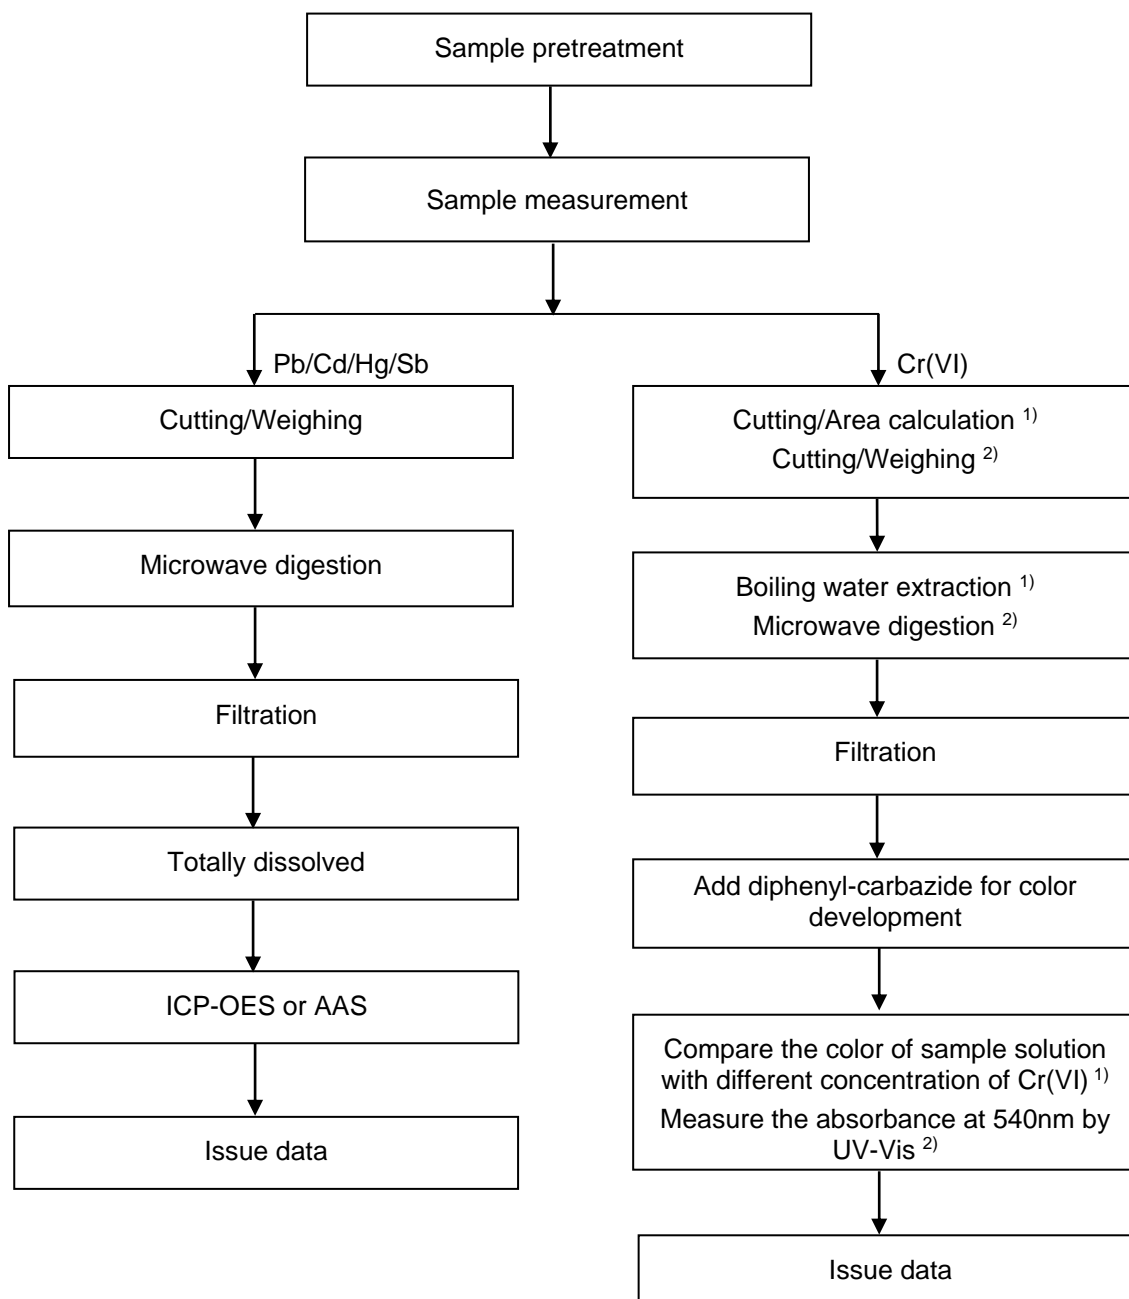 Sample pretreatment
Sample measurement
Pb/Cd/Hg/Sb
Cutting/Weighing
Microwave digestion
Filtration
Totally dissolved
ICP-OES or AAS
Issue data
Cr(VI)
Cutting/Area calculation 1)
Cutting/Weighing 2)
Boiling water extraction 1)
Microwave digestion 2)
Filtration
Add diphenyl-carbazide for color
development
Compare the color of sample solution
with different concentration of Cr(VI) 1)
Measure the absorbance at 540nm by
UV-Vis 2)
Issue data